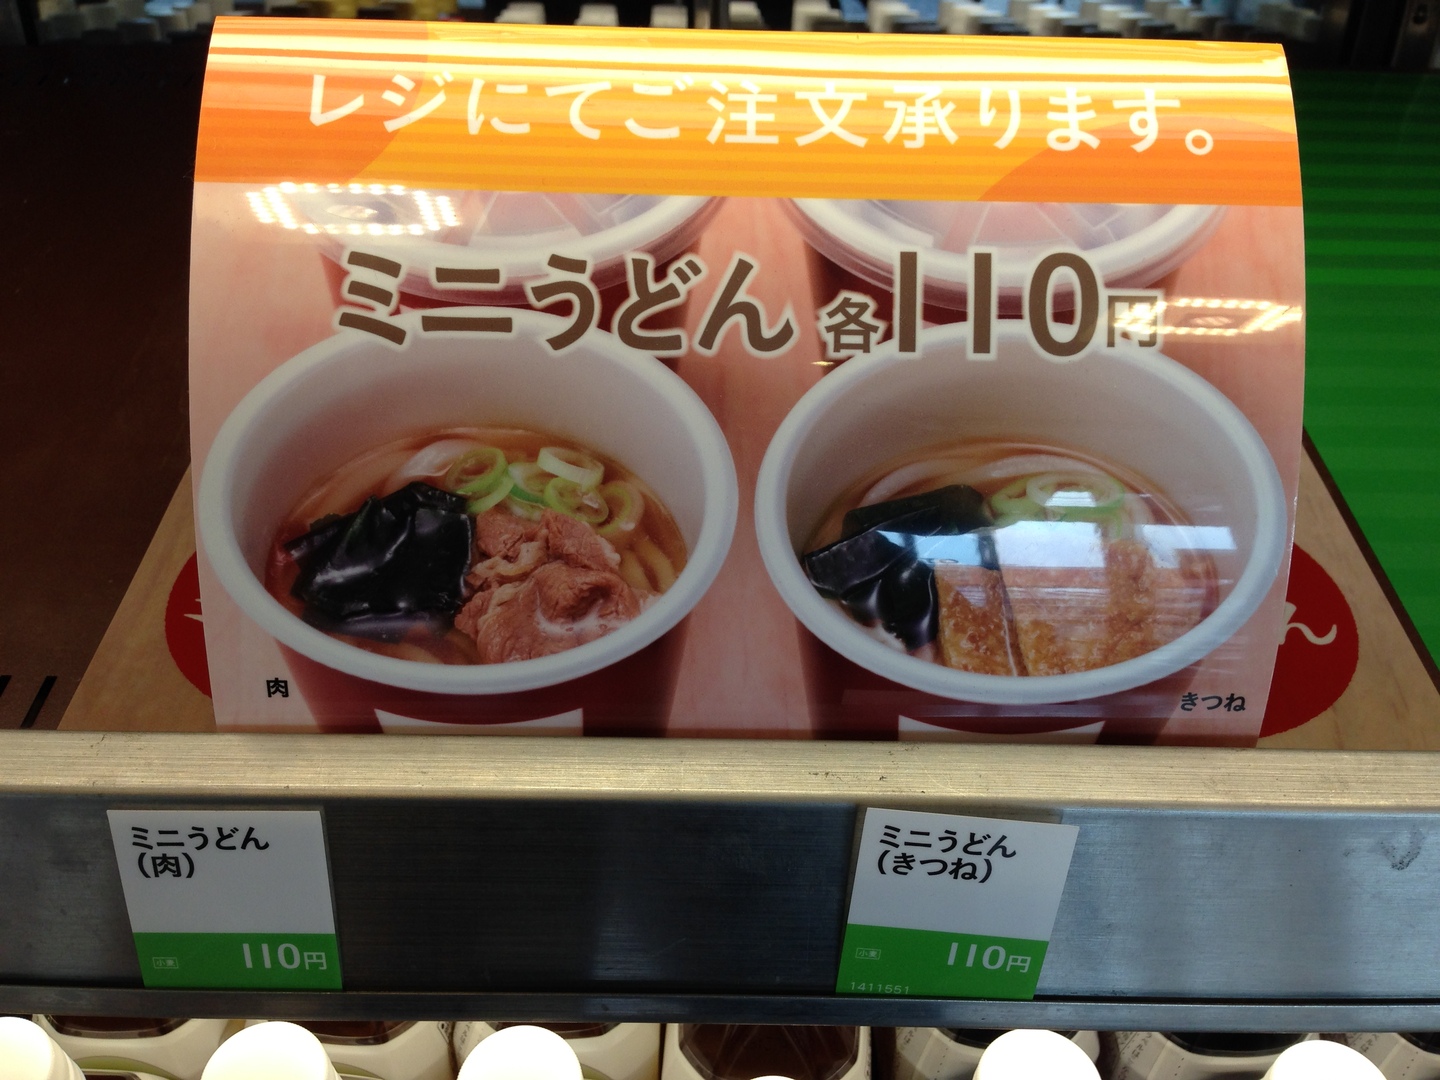 レジにてご注文承ります。
ミニうどん 各110円
肉
きつね
ん
ミニうどん
(肉)
小麦
110円
ミニうどん
(きつね)
小麦
110円
1411551